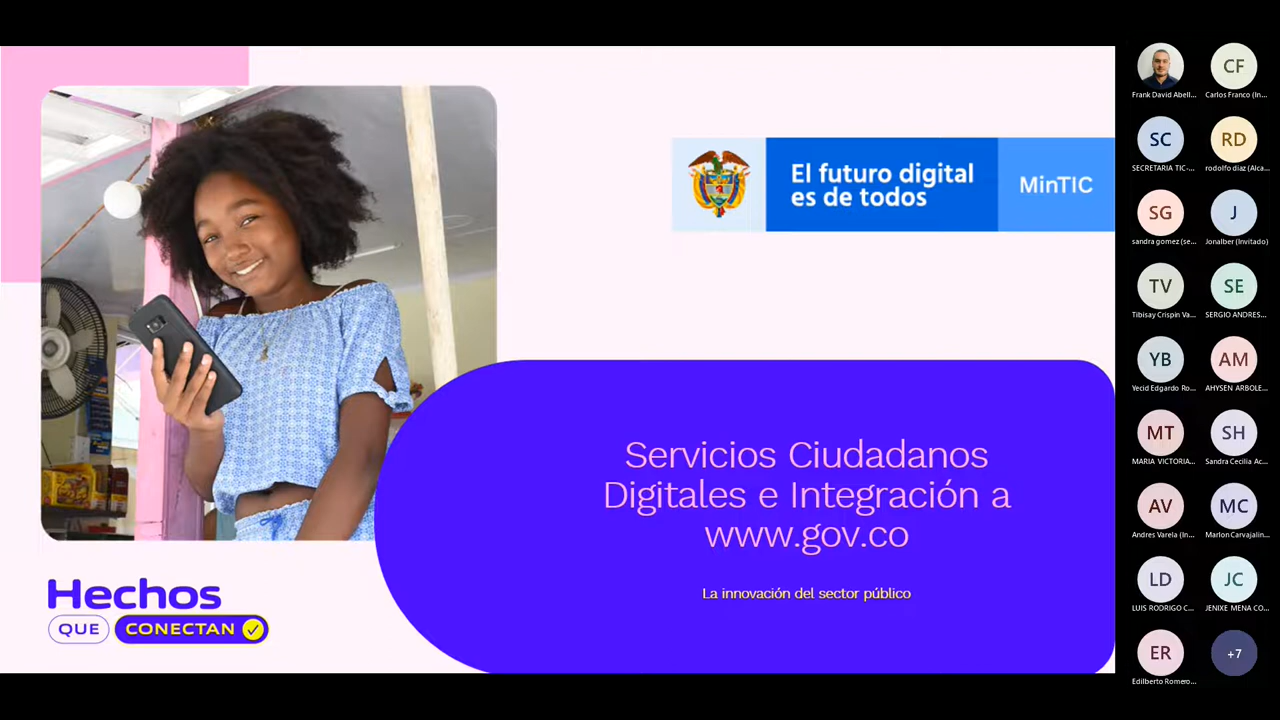 El futuro digital
es de todos
MinTIC
Servicios Ciudadanos
Digitales e Integración a
www.gov.co
La innovación del sector público
Hechos
QUE CONECTAN
Frank David Abell...
CF
Carlos Franco (In...
SC
SECRETARIA TIC-...
RD
rodolfo diaz (Alca...
SG
sandra gomez (se...
J
Jonalber (Invitado)
TV
Tibisay Crispin Va...
SE
SERGIO ANDRES...
YB
Yecid Edgardo Ro...
AM
AHYSEN ARBOLE...
MT
MARIA VICTORIA...
SH
Sandra Cecilia Ac...
AV
Andres Varela (In...
MC
Marlon Carvajalin...
LD
LUIS RODRIGO C...
JC
JENIXE MENA CO...
ER
Edilberto Romero...
+7